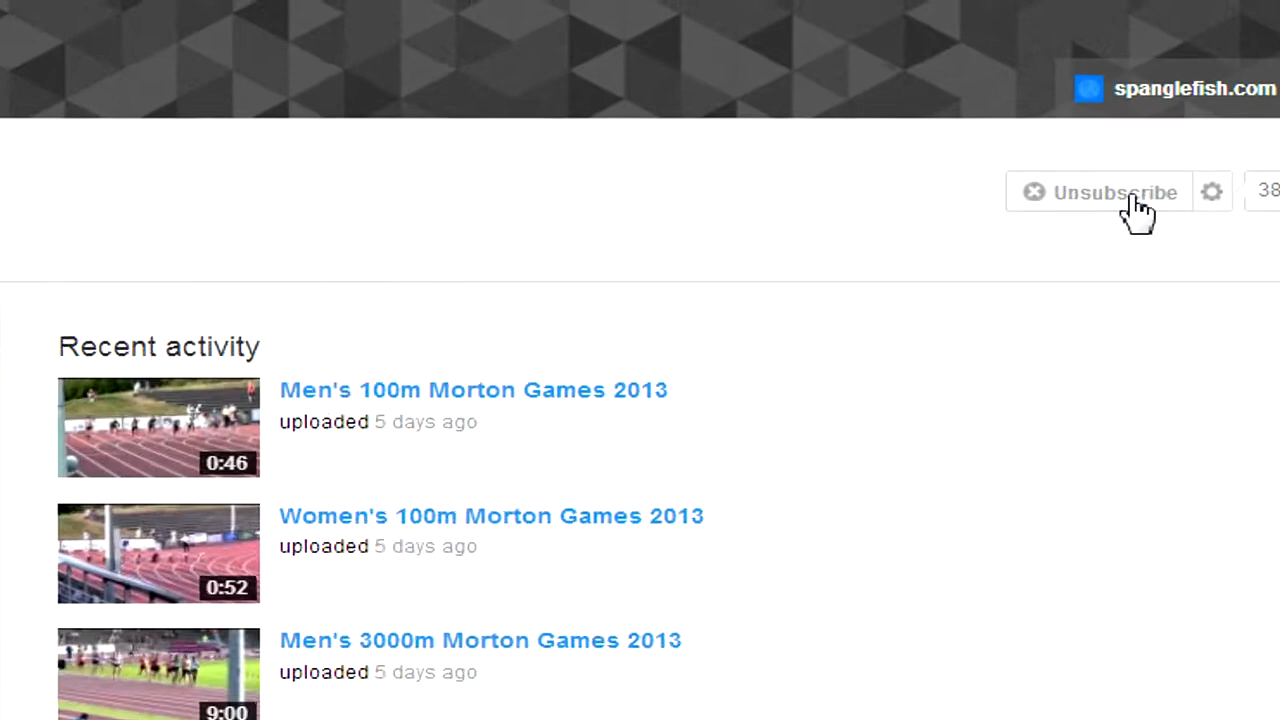 spanglefish.com
Unsubscribe
38
Recent activity
Men's 100m Morton Games 2013
uploaded 5 days ago
0:46
Women's 100m Morton Games 2013
uploaded 5 days ago
0:52
Men's 3000m Morton Games 2013
uploaded 5 days ago
9:00